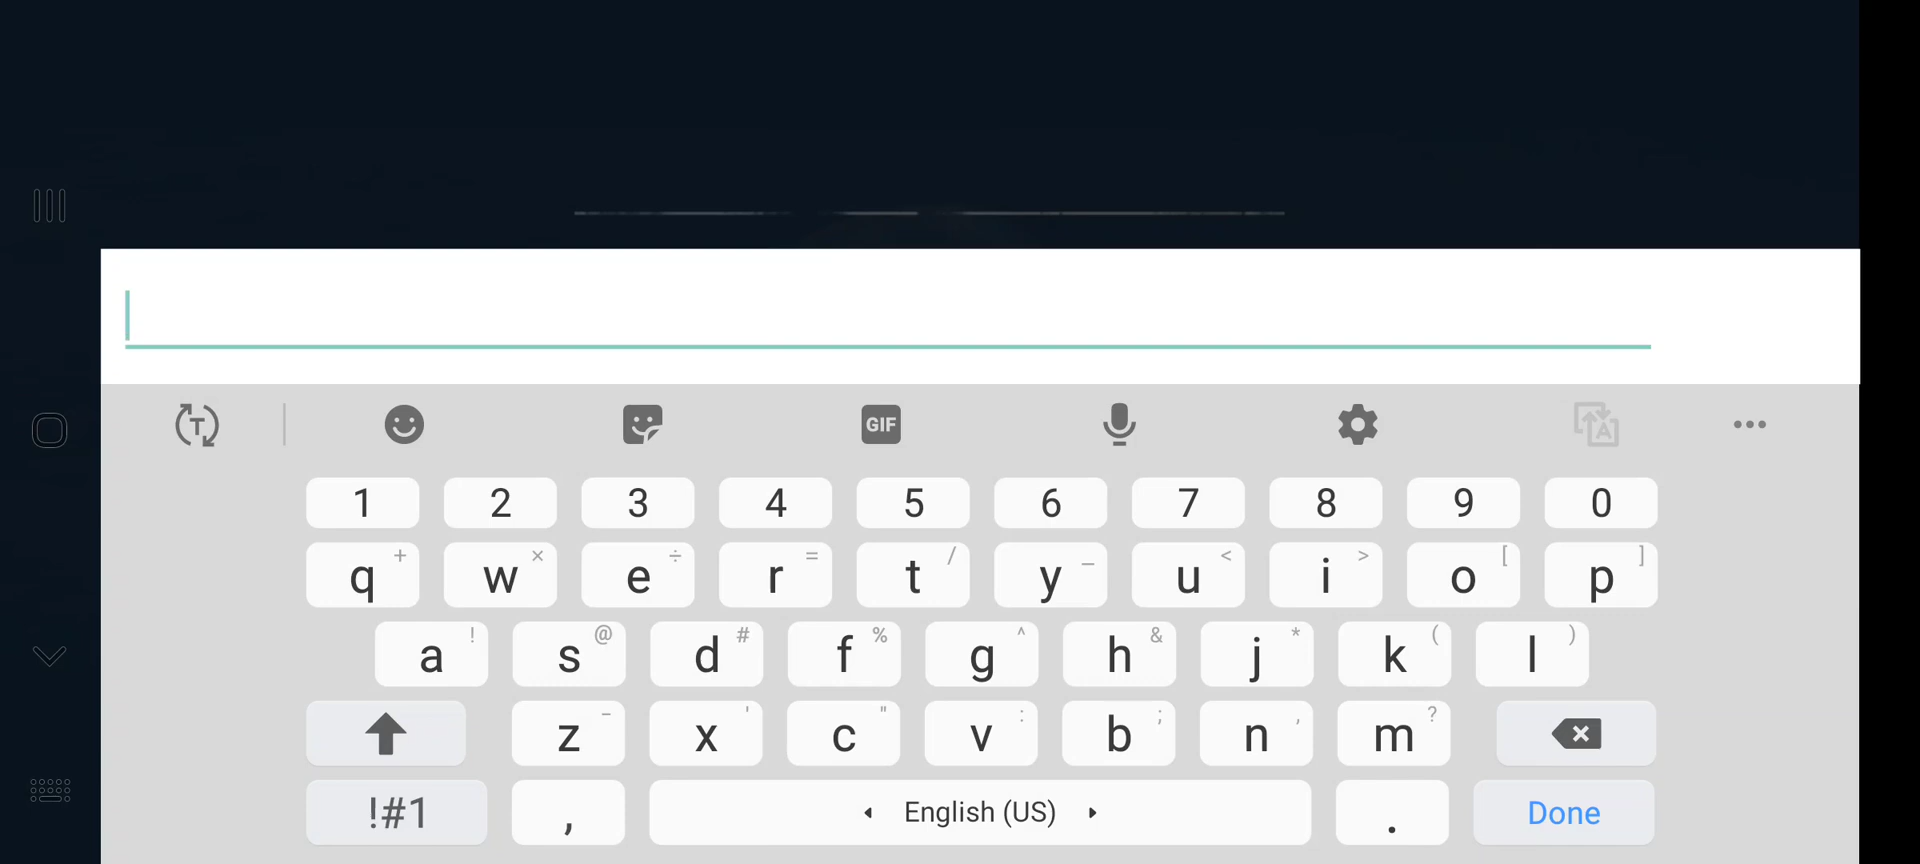 T GIF A
1 2 3 4 5 6 7 8 9 0
q + w × e ÷ r = t / y _ u < i > o [ p ]
a ! s @ d # f % g ^ h & j * k ( l )
z - x ' c " v : b ; n , m ?
!#1 , English (US) . Done